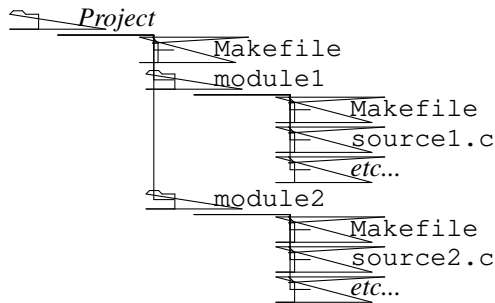 Project
Makefile
module1
Makefile
source1.c
etc...
module2
Makefile
source2.c
etc...